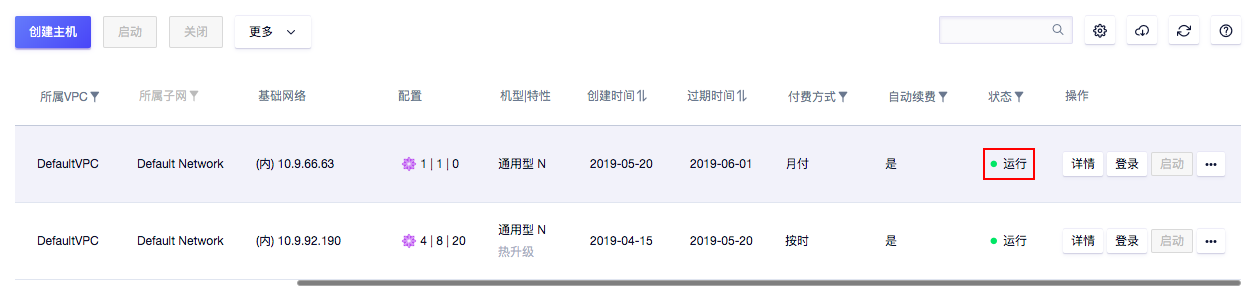 创建主机 启动 关闭 更多
所属VPC 所属子网 基础网络 配置 机型|特性 创建时间 过期时间 付费方式 自动续费 状态 操作
DefaultVPC Default Network (内) 10.9.66.63 1 | 1 | 0 通用型 N 2019-05-20 2019-06-01 月付 是 运行 详情 登录 启动 •••
DefaultVPC Default Network (内) 10.9.92.190 4 | 8 | 20 通用型 N 2019-04-15 2019-05-20 按时 是 运行 详情 登录 启动 •••
热升级